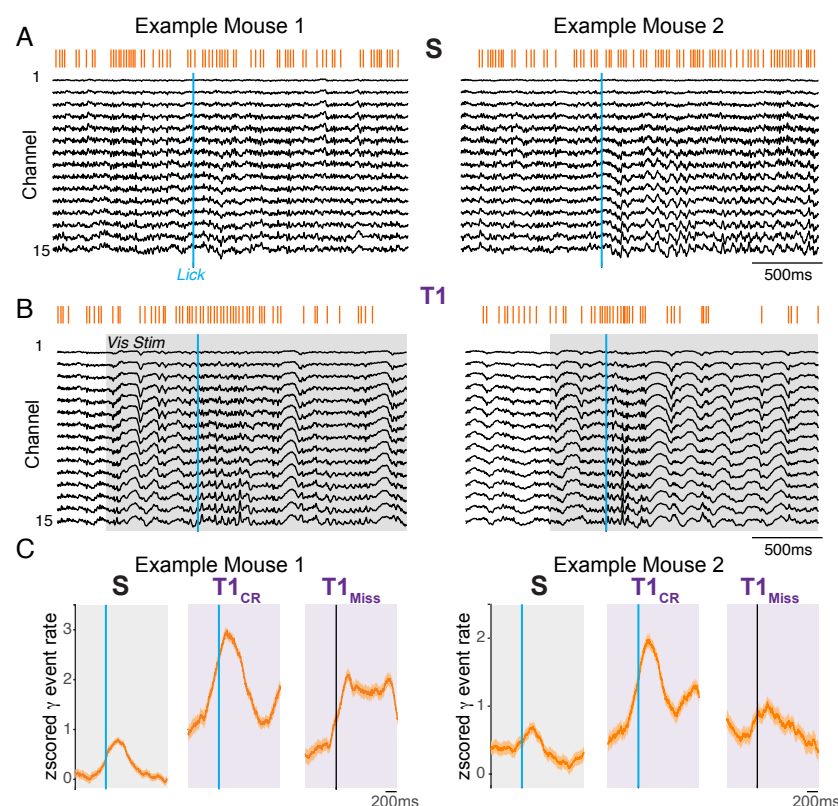 A
Example Mouse 1
Example Mouse 2
S
1
Channel
15
Lick
500ms
T1
B
1
Vis Stim
Channel
15
500ms
C
Example Mouse 1
Example Mouse 2
S
T1CR
T1Miss
S
T1CR
T1Miss
zscored γ event rate
3
2
1
0
200ms
zscored γ event rate
2
1
0
200ms